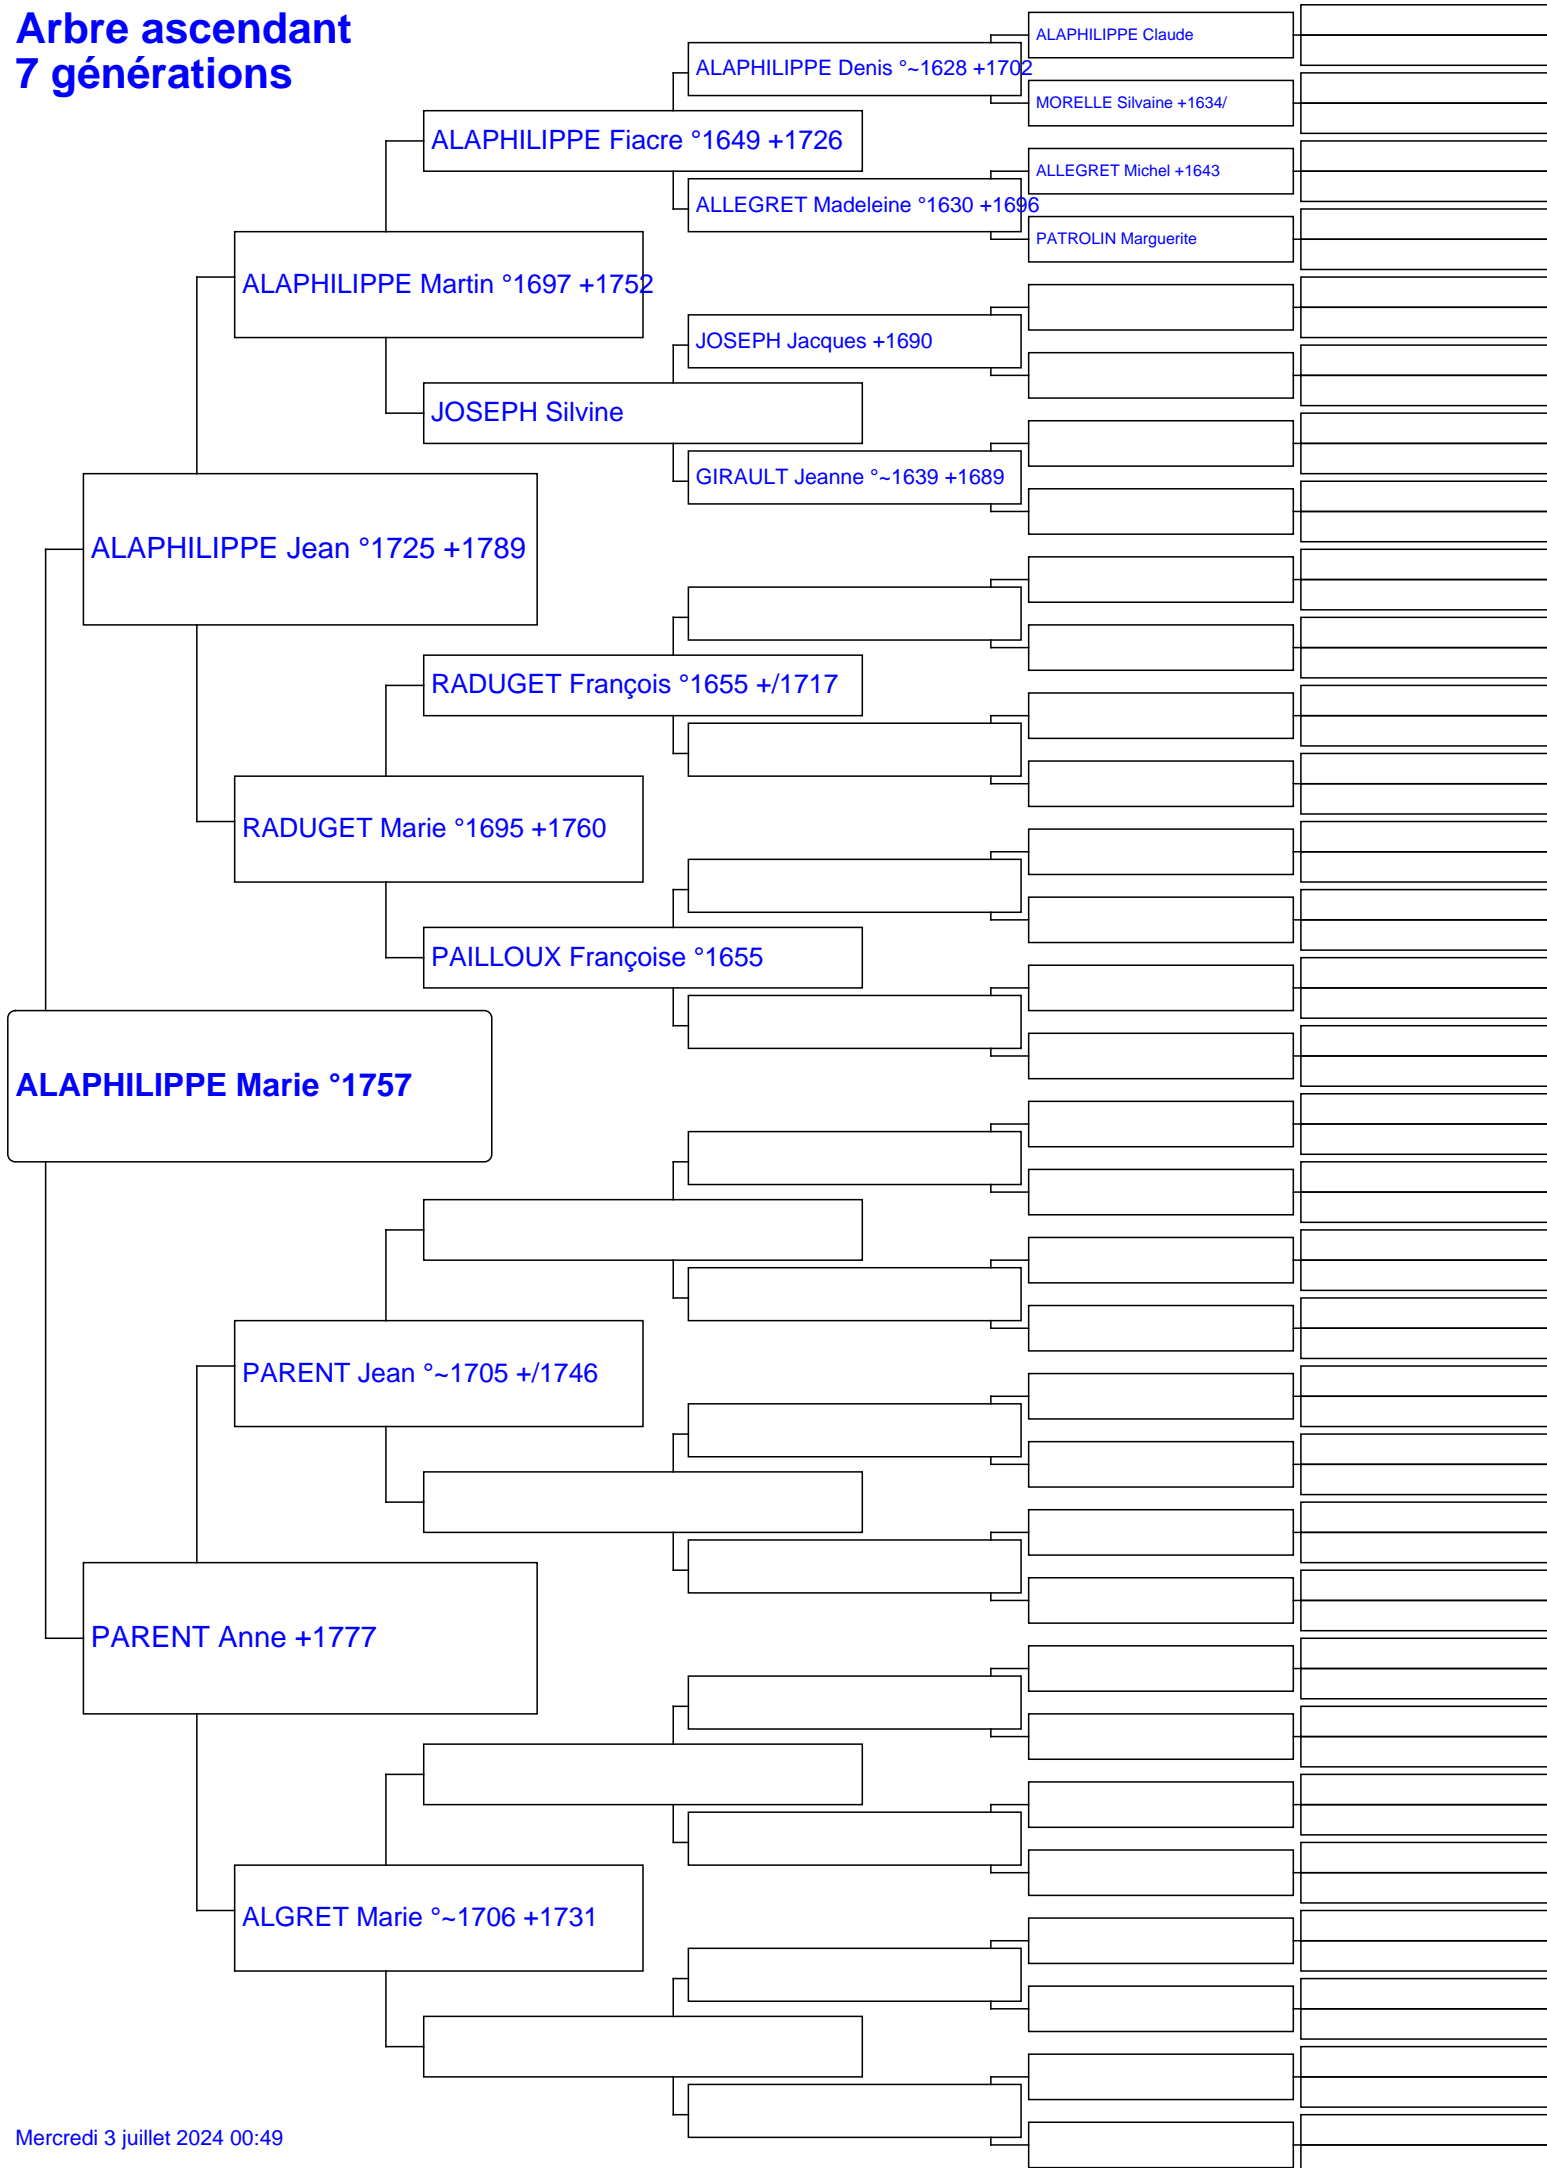 Arbre ascendant
7 générations
ALAPHILIPPE Claude
ALAPHILIPPE Denis °~1628 +1702
MORELLE Silvaine +1634/
ALAPHILIPPE Fiacre °1649 +1726
ALLEGRET Michel +1643
ALLEGRET Madeleine °1630 +1696
PATROLIN Marguerite
ALAPHILIPPE Martin °1697 +1752
JOSEPH Jacques +1690
JOSEPH Silvine
GIRAULT Jeanne °~1639 +1689
ALAPHILIPPE Jean °1725 +1789
RADUGET François °1655 +/1717
RADUGET Marie °1695 +1760
PAILLOUX Françoise °1655
ALAPHILIPPE Marie °1757
PARENT Jean °~1705 +/1746
PARENT Anne +1777
ALGRET Marie °~1706 +1731
Mercredi 3 juillet 2024 00:49